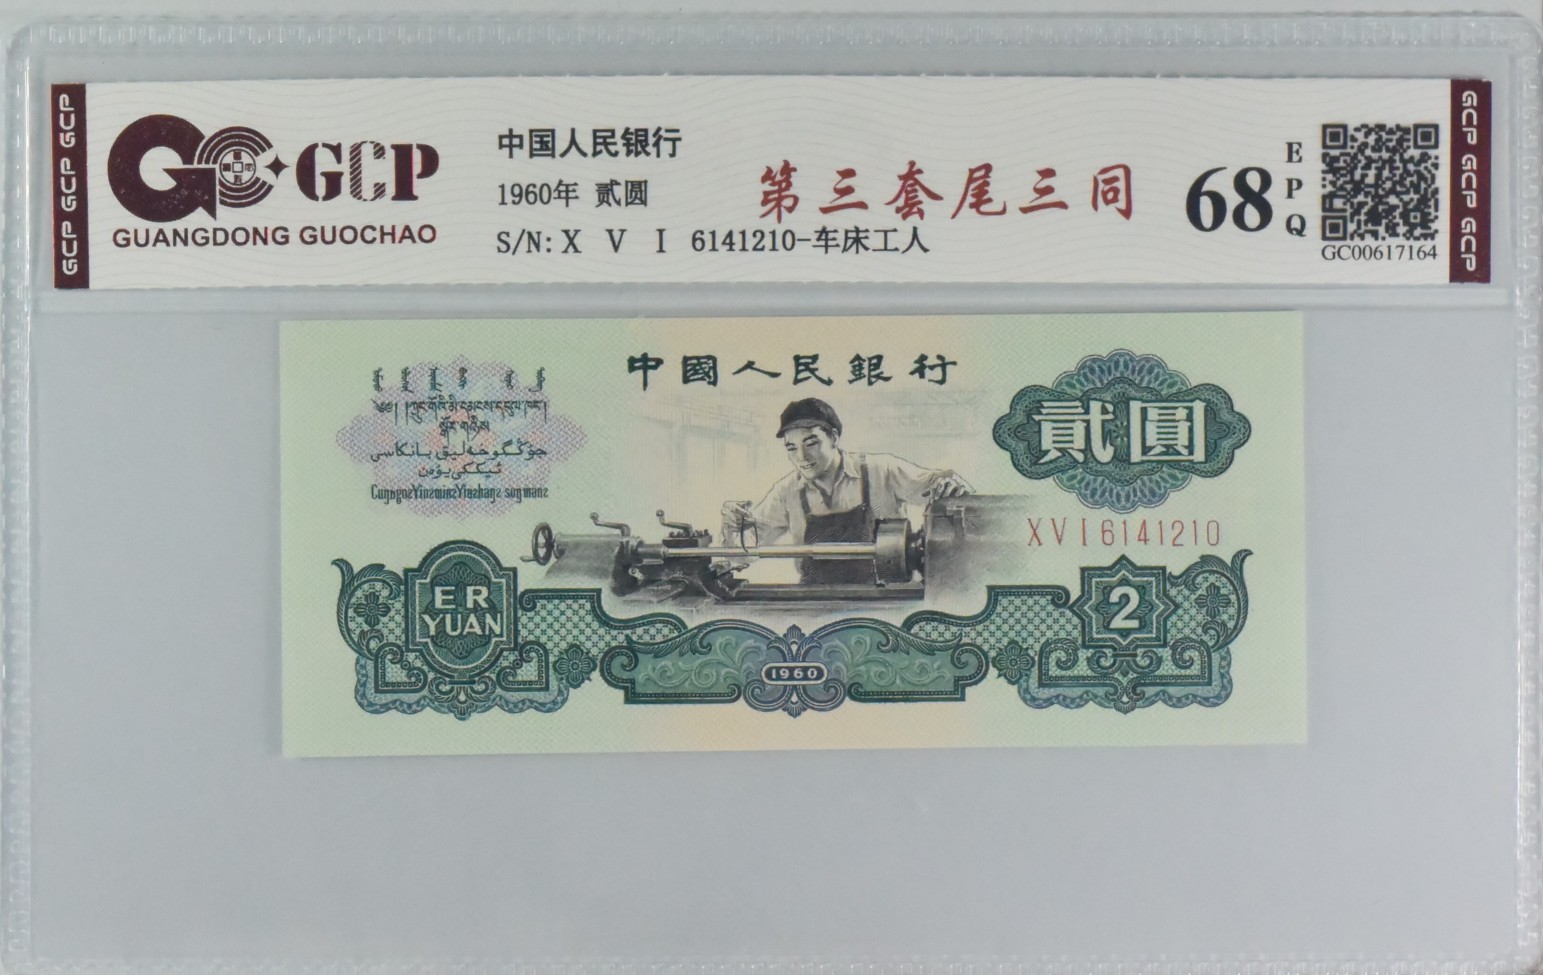 GCP GCP GCP
GCP
GUANGDONG GUOCHAO
中国人民银行
1960年 贰圆
S/N: X V I 6141210-车床工人
第三套尾三同
68
E
P
Q
GC00617164
GCP GCP GCP
中國人民銀行
貳圓
XVI6141210
ER
YUAN
1960
2